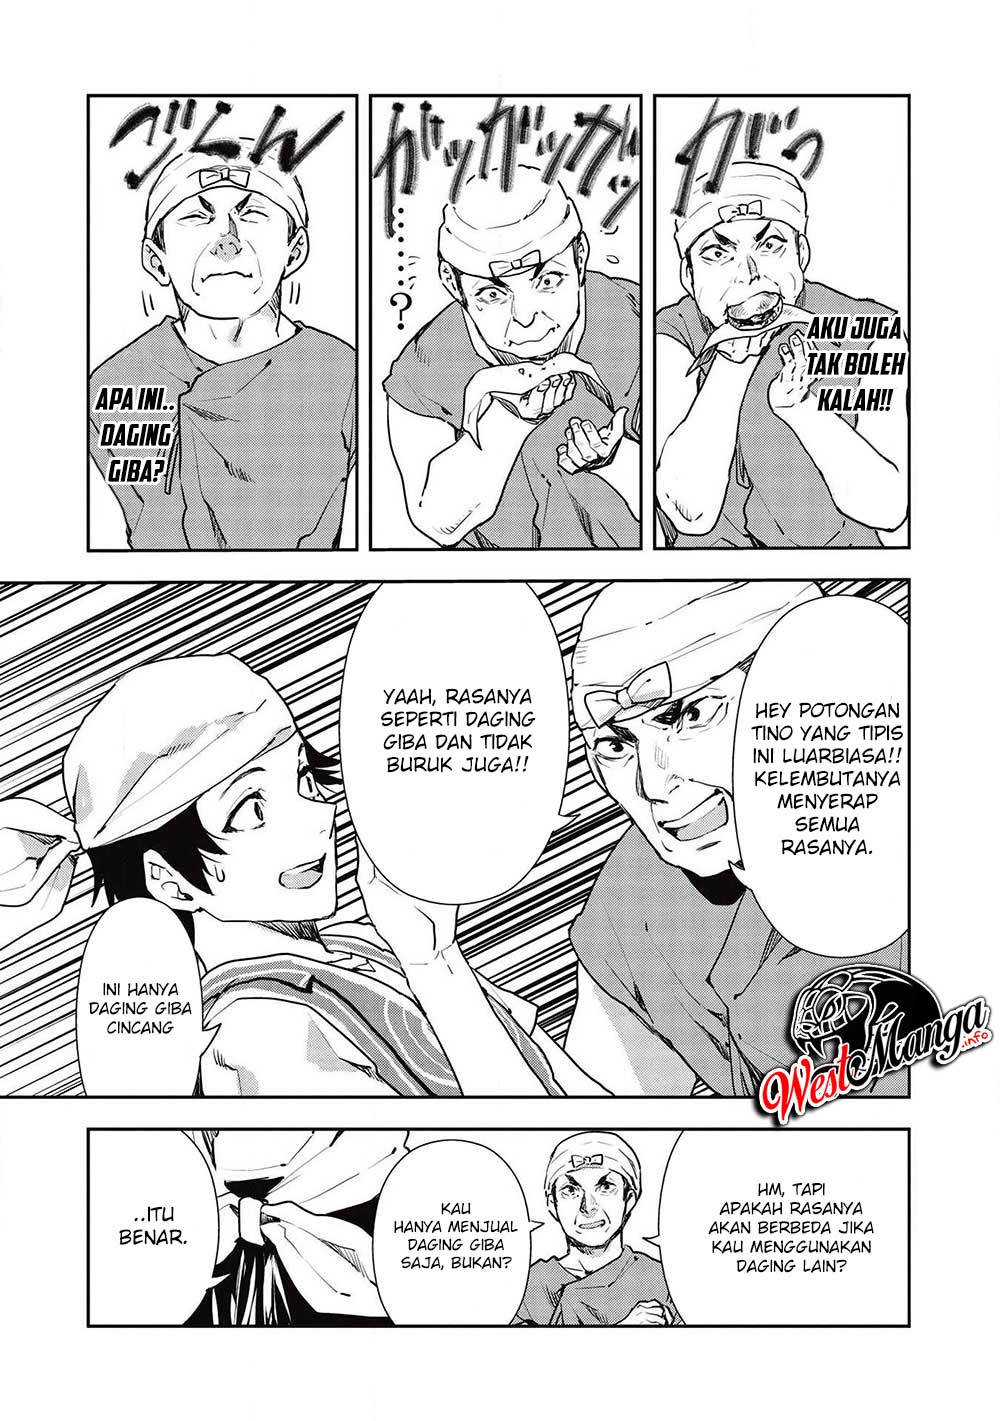 がっ
AKU JUGA
TAK BOLEH
KALAH!!
ガッガッガッ
……?
ごくん
APA INI..
DAGING
GIBA?
HEY POTONGAN
TINO YANG TIPIS
INI LUARBIASA!!
KELEMBUTANYA
MENYERAP
SEMUA
RASANYA.
YAAH, RASANYA
SEPERTI DAGING
GIBA DAN TIDAK
BURUK JUGA!!
INI HANYA
DAGING GIBA
CINCANG
WestManga
.info
HM, TAPI
APAKAH RASANYA
AKAN BERBEDA JIKA
KAU MENGGUNAKAN
DAGING LAIN?
KAU
HANYA MENJUAL
DAGING GIBA
SAJA, BUKAN?
..ITU
BENAR.